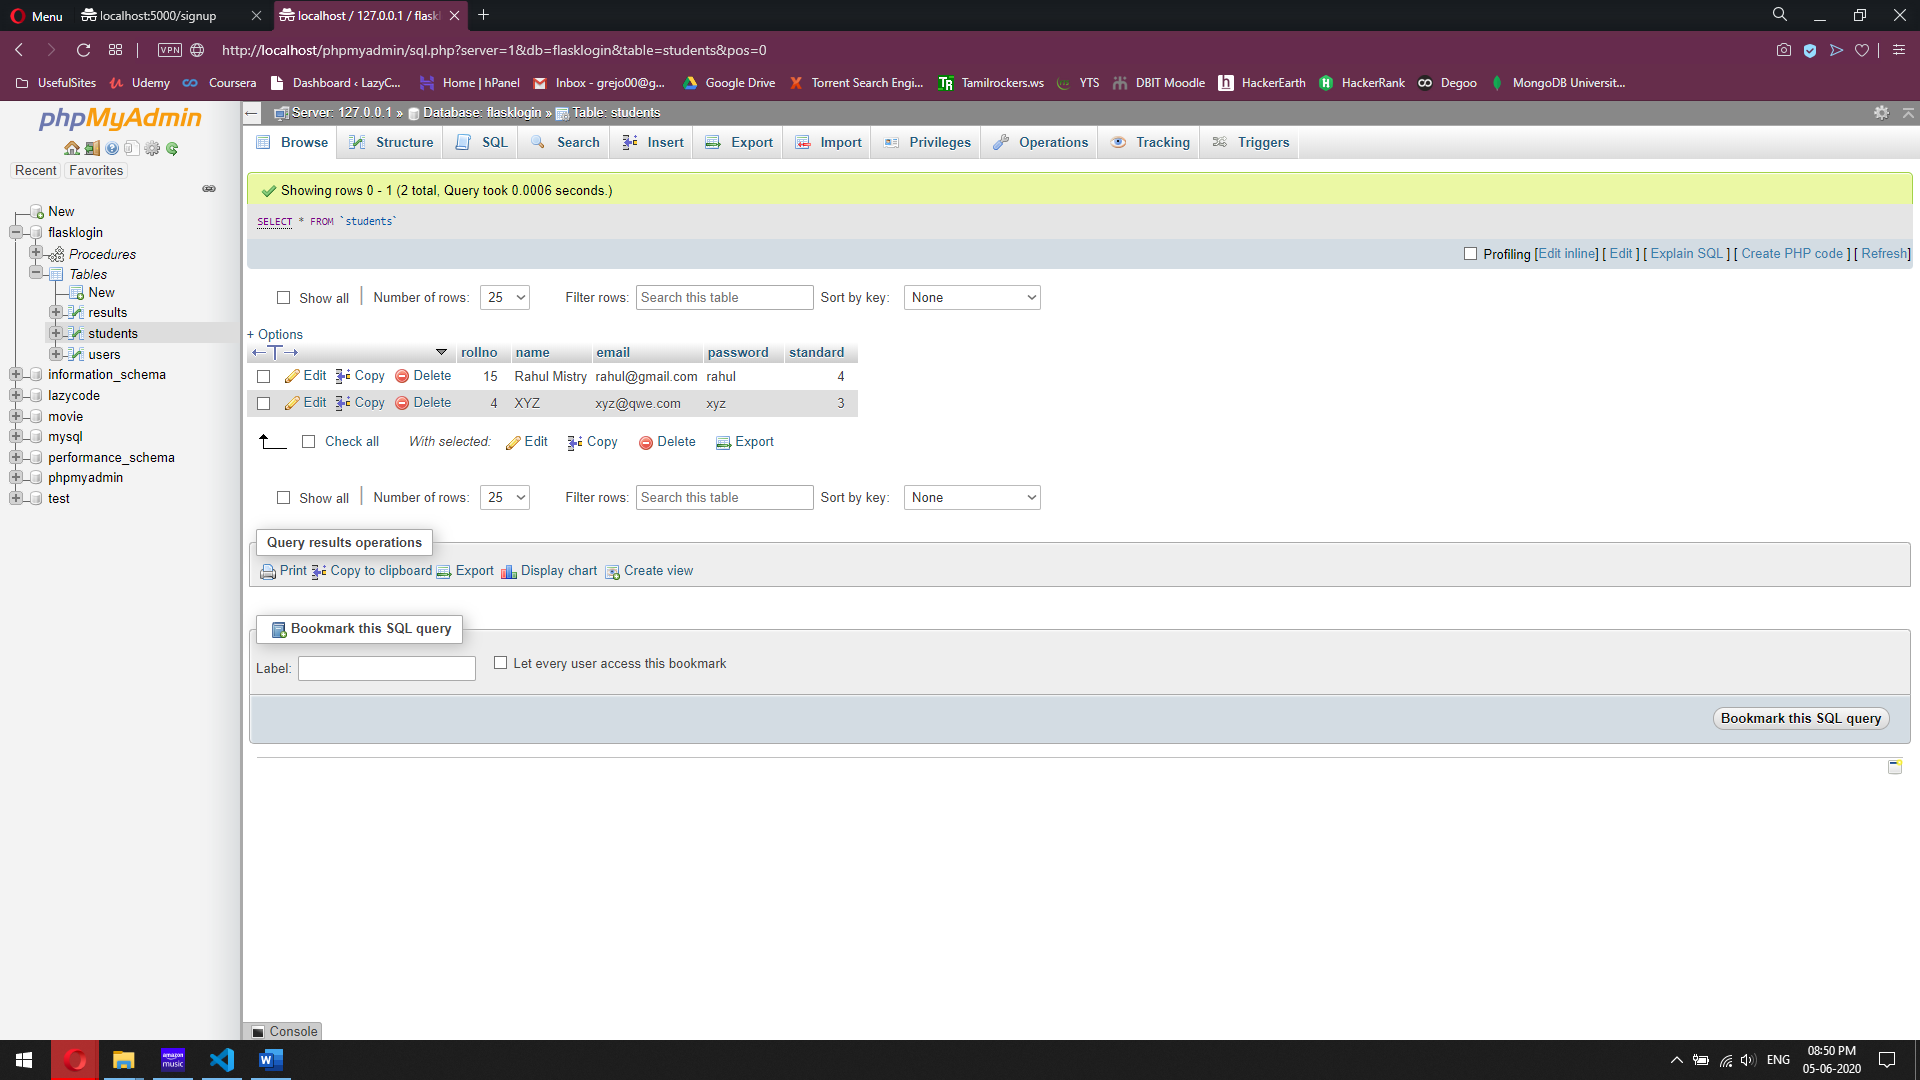 Menu
localhost:5000/signup
localhost / 127.0.0.1 / flaskl
VPN
http://localhost/phpmyadmin/sql.php?server=1&db=flasklogin&table=students&pos=0
UsefulSites
Udemy
Coursera
Dashboard ‹ LazyC...
Home | hPanel
Inbox - grejo00@g...
Google Drive
Torrent Search Engi...
Tamilrockers.ws
YTS
DBIT Moodle
HackerEarth
HackerRank
Degoo
MongoDB Universit...
phpMyAdmin
Recent
Favorites
New
flasklogin
Procedures
Tables
New
results
students
users
information_schema
lazycode
movie
mysql
performance_schema
phpmyadmin
test
Server: 127.0.0.1 » Database: flasklogin » Table: students
Browse
Structure
SQL
Search
Insert
Export
Import
Privileges
Operations
Tracking
Triggers
Showing rows 0 - 1 (2 total, Query took 0.0006 seconds.)
SELECT * FROM `students`
Profiling [Edit inline] [ Edit ] [ Explain SQL ] [ Create PHP code ] [ Refresh]
Show all | Number of rows: 25 Filter rows: Search this table Sort by key: None
+ Options
rollno name email password standard
Edit Copy Delete 15 Rahul Mistry rahul@gmail.com rahul 4
Edit Copy Delete 4 XYZ xyz@qwe.com xyz 3
Check all With selected: Edit Copy Delete Export
Show all | Number of rows: 25 Filter rows: Search this table Sort by key: None
Query results operations
Print Copy to clipboard Export Display chart Create view
Bookmark this SQL query
Label:
Let every user access this bookmark
Bookmark this SQL query
Console
amazon music
W
ENG
08:50 PM
05-06-2020